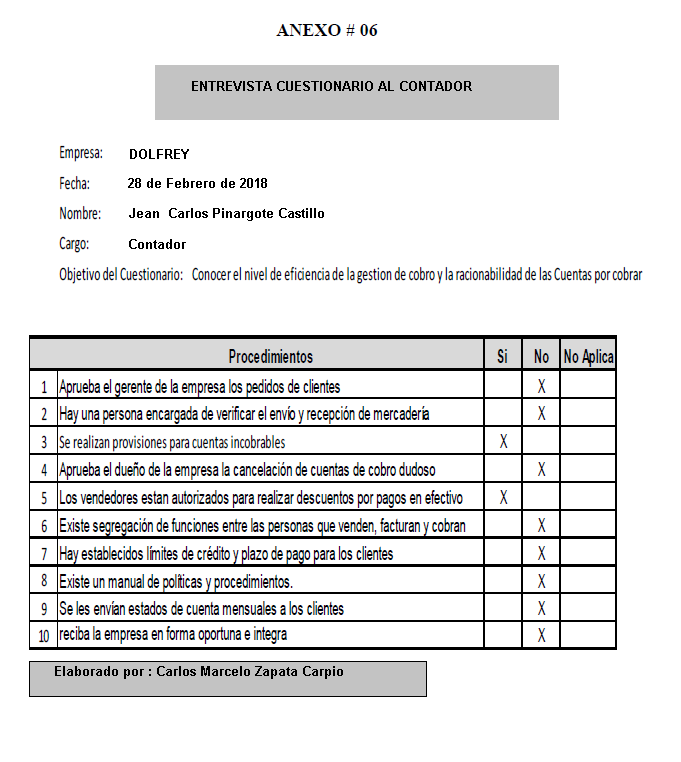 ANEXO # 06
ENTREVISTA CUESTIONARIO AL CONTADOR
Empresa: DOLFREY
Fecha: 28 de Febrero de 2018
Nombre: Jean Carlos Pinargote Castillo
Cargo: Contador
Objetivo del Cuestionario: Conocer el nivel de eficiencia de la gestion de cobro y la racionabilidad de las Cuentas por cobrar
Procedimientos Si No No Aplica
1 Aprueba el gerente de la empresa los pedidos de clientes X
2 Hay una persona encargada de verificar el envío y recepción de mercadería X
3 Se realizan provisiones para cuentas incobrables X
4 Aprueba el dueño de la empresa la cancelación de cuentas de cobro dudoso X
5 Los vendedores estan autorizados para realizar descuentos por pagos en efectivo X
6 Existe segregación de funciones entre las personas que venden, facturan y cobran X
7 Hay establecidos límites de crédito y plazo de pago para los clientes X
8 Existe un manual de políticas y procedimientos. X
9 Se les envían estados de cuenta mensuales a los clientes X
10 reciba la empresa en forma oportuna e integra X
Elaborado por : Carlos Marcelo Zapata Carpio